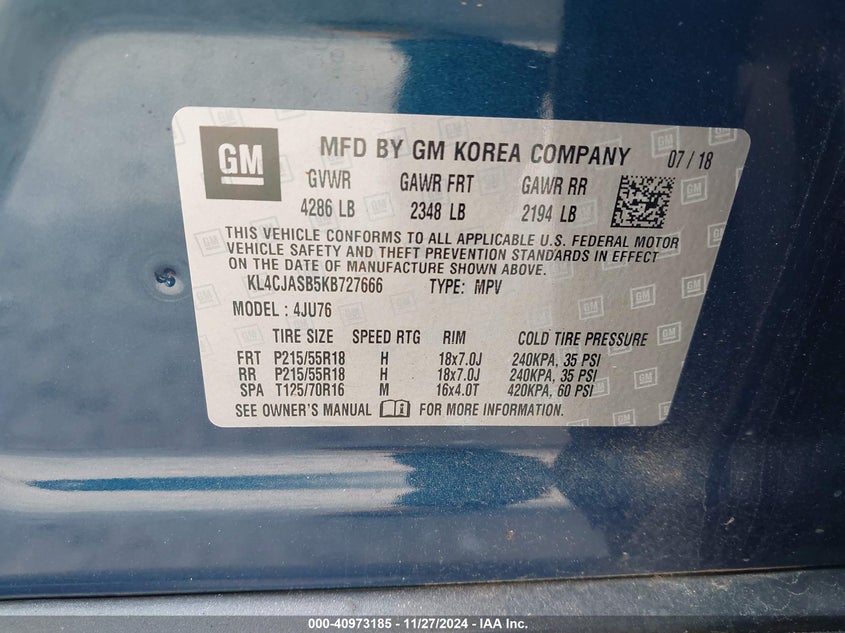 GM
MFD BY GM KOREA COMPANY 07 / 18
GVWR GAWR FRT GAWR RR
4286 LB 2348 LB 2194 LB
THIS VEHICLE CONFORMS TO ALL APPLICABLE U.S. FEDERAL MOTOR
VEHICLE SAFETY AND THEFT PREVENTION STANDARDS IN EFFECT
ON THE DATE OF MANUFACTURE SHOWN ABOVE.
KL4CJASB5KB727666 TYPE: MPV
MODEL : 4JU76
TIRE SIZE SPEED RTG RIM COLD TIRE PRESSURE
FRT P215/55R18 H 18x7.0J 240KPA, 35 PSI
RR P215/55R18 H 18x7.0J 240KPA, 35 PSI
SPA T125/70R16 M 16x4.0T 420KPA, 60 PSI
SEE OWNER'S MANUAL FOR MORE INFORMATION.
000-40973185 - 11/27/2024 - IAA Inc.